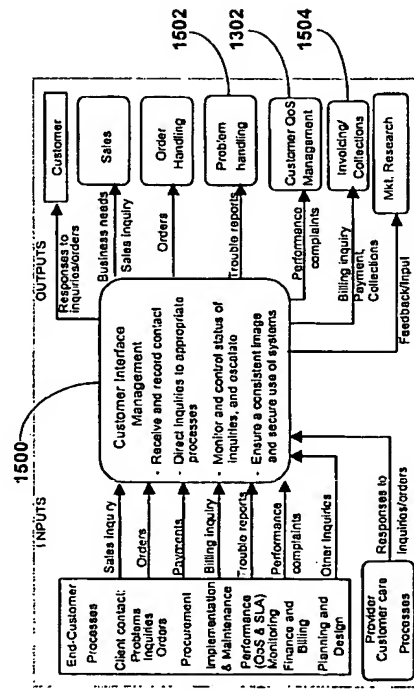 1500
INPUTS
OUTPUTS
End-Customer
Processes
Client contact:
Problems
Inquiries
Orders
Procurement
Implementation
& Maintenance
Performance
(QoS & SLA)
Monitoring
Finance and
Billing
Planning and
Design
Provider
Customer care
Processes
Sales Inquiry
Orders
Payments
Billing inquiry
Trouble reports
Performance
complaints
Other Inquiries
Responses to
Inquiries/orders
Customer Interface
Management
- Receive and record contact
- Direct Inquiries to appropriate
processes
- Monitor and control status of
inquiries, and escalate
- Ensure a consistent image
and secure use of systems
Responses to
inquiries/orders
Business needs
Sales Inquiry
Orders
Trouble reports
Performance
complaints
Billing inquiry
Payment,
Collections
Feedback/Input
Customer
Sales
Order
Handling
Problem
handling
1502
Customer QoS
Management
1302
Invoicing/
Collections
1504
Mkt. Research